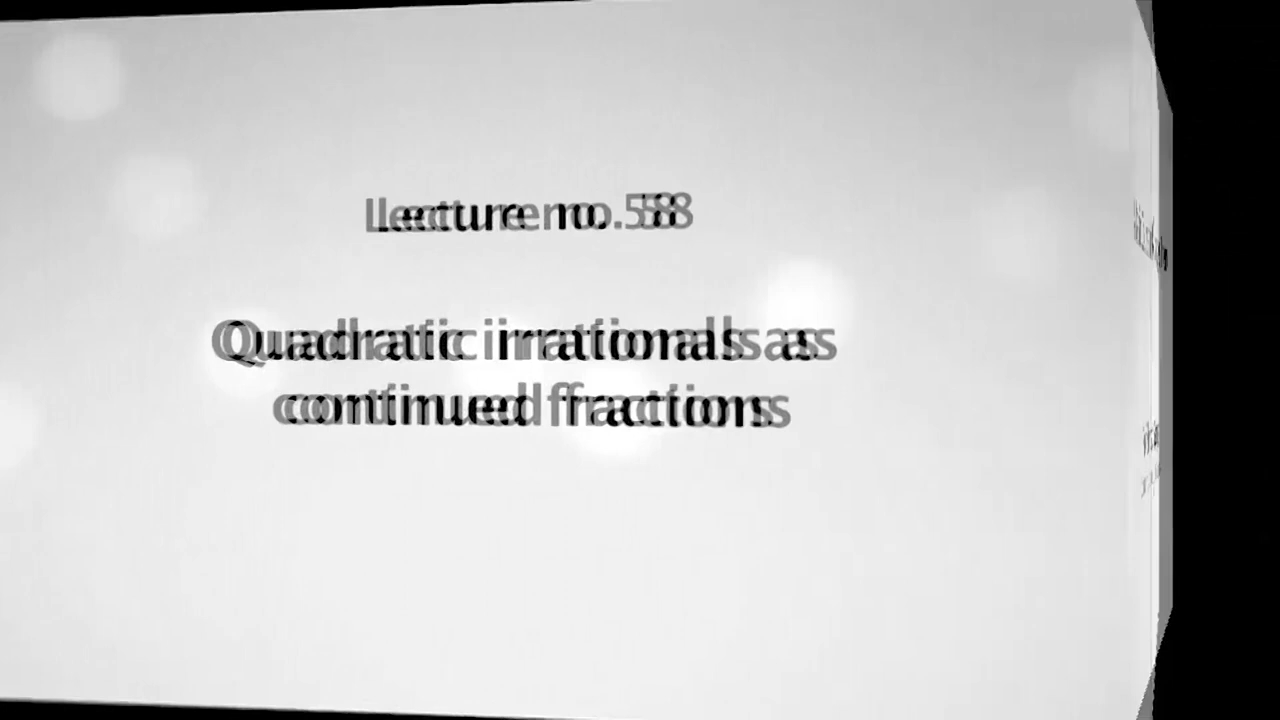 Lecture no. 58
Quadratic irrationals as
continued fractions